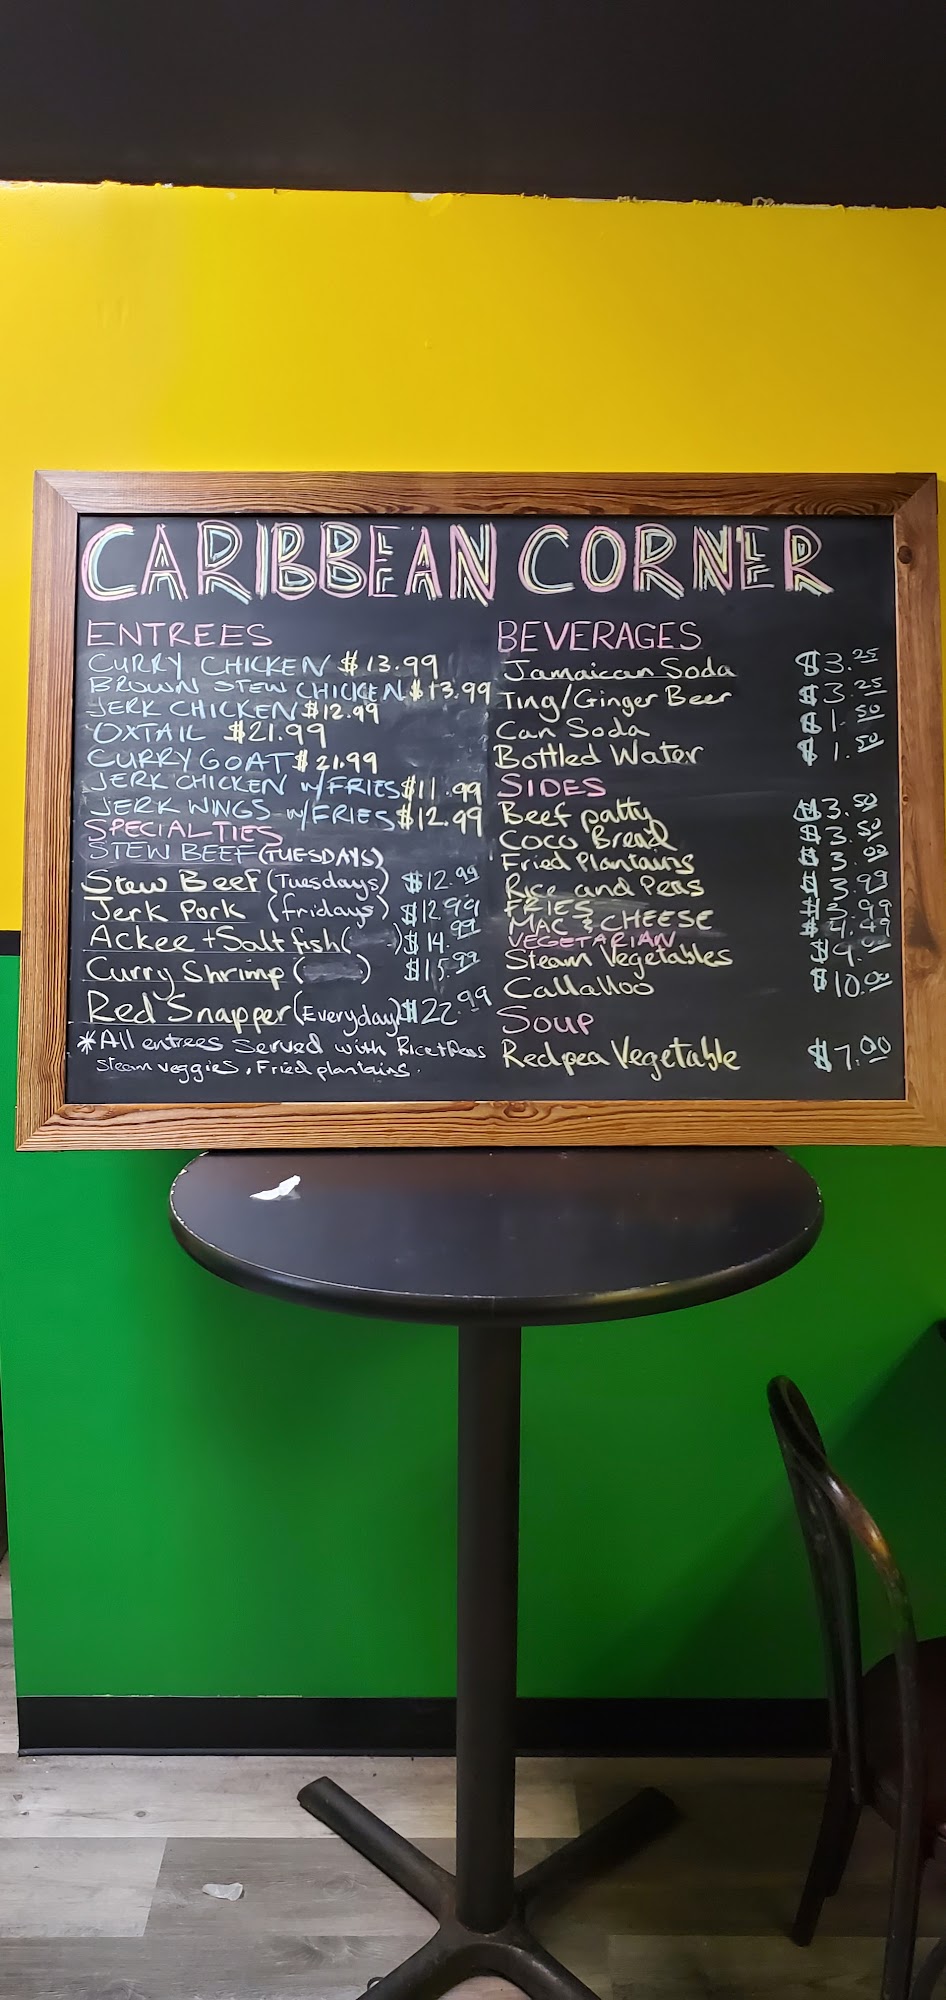 CARIBBEAN CORNER
ENTREES
CURRY CHICKEN $13.99
BROWN STEW CHICKEN $13.99
JERK CHICKEN $12.99
OXTAIL $21.99
CURRY GOAT $21.99
JERK CHICKEN w/FRIES $11.99
JERK WINGS w/FRIES $12.99
SPECIALTIES
STEW BEEF (TUESDAYS)
Stew Beef (Tuesdays) $12.99
Jerk Pork (fridays) $12.99
Ackee + Salt fish ( ) $14.99
Curry Shrimp ( ) $15.99
Red Snapper (Everyday) $22.99
*All entrees Served with Rice + Peas
Steam veggies, Fried plantains.
BEVERAGES
Jamaican Soda $3.25
Ting/Ginger Beer $3.25
Can Soda $1.50
Bottled Water $1.50
SIDES
Beef patty $3.50
Coco Bread $3.50
Fried Plantains $3.00
Rice and Peas $3.99
FRIES $3.99
MAC & CHEESE $4.49
VEGETARIAN
Steam Vegetables $9.00
Callalloo $10.00
Soup
Redpea Vegetable $7.00